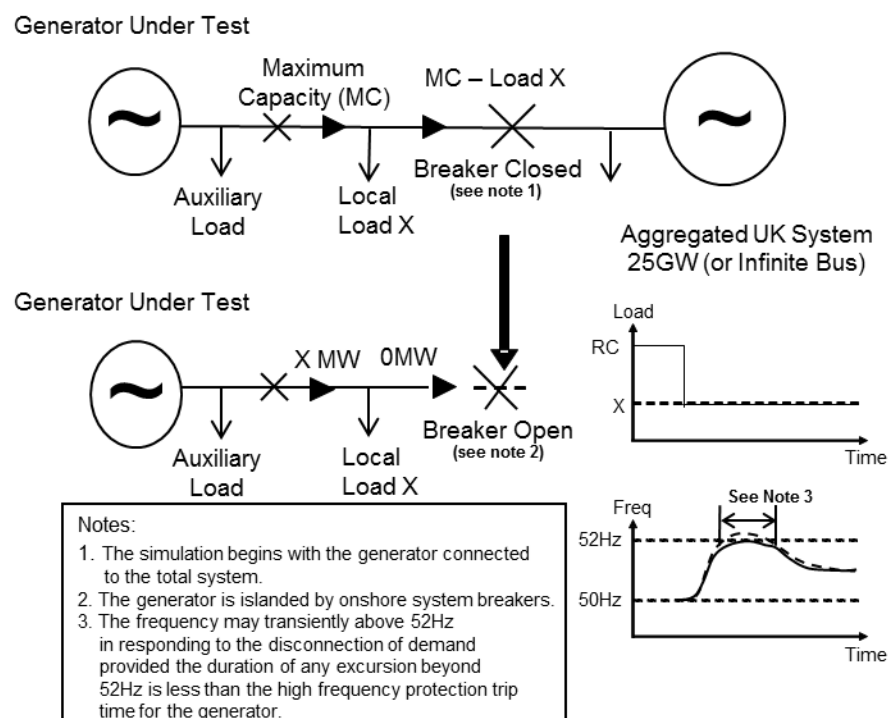 Generator Under Test
Maximum
Capacity (MC)
MC – Load X
~
~
Auxiliary
Load
Local
Load X
Breaker Closed
(see note 1)
Aggregated UK System
25GW (or Infinite Bus)
Generator Under Test
~
X MW
0MW
Auxiliary
Load
Local
Load X
Breaker Open
(see note 2)
Load
RC
X
Time
Freq
See Note 3
52Hz
50Hz
Time
Notes:
1. The simulation begins with the generator connected
to the total system.
2. The generator is islanded by onshore system breakers.
3. The frequency may transiently above 52Hz
in responding to the disconnection of demand
provided the duration of any excursion beyond
52Hz is less than the high frequency protection trip
time for the generator.